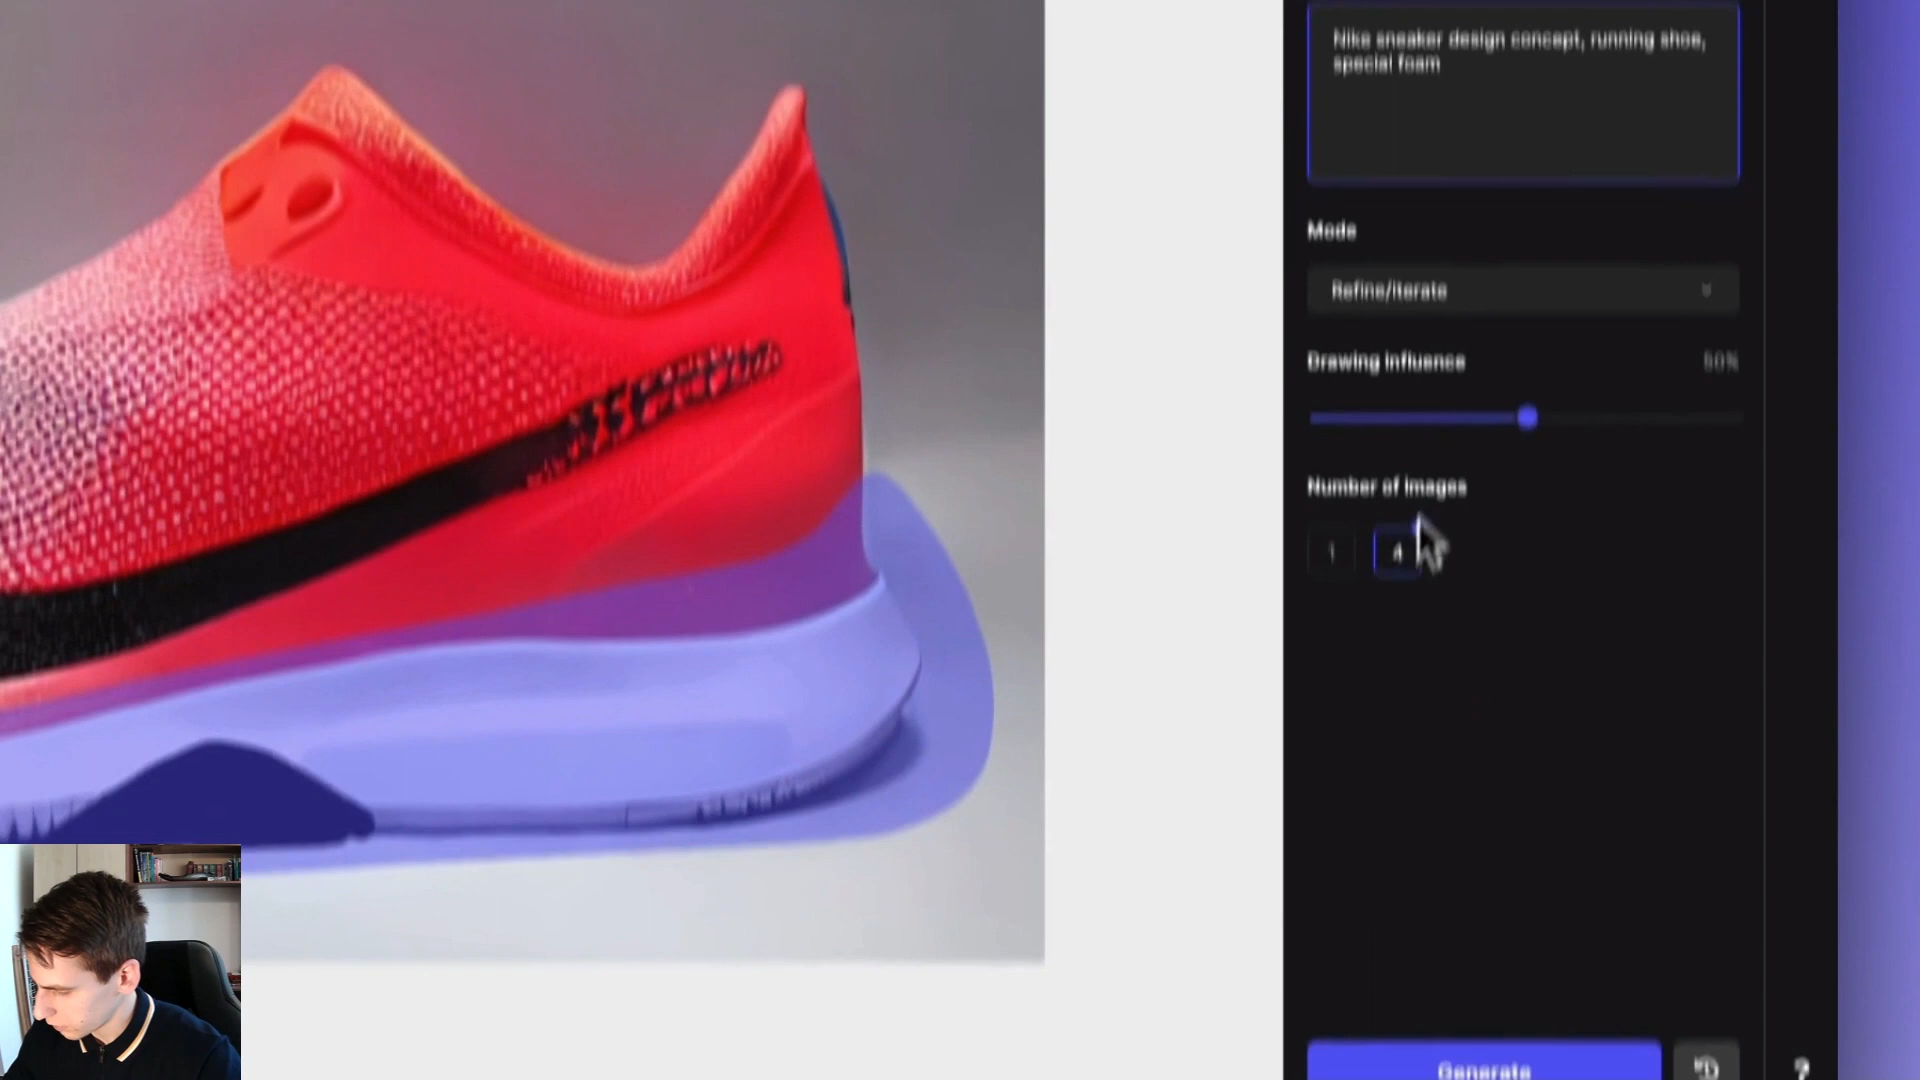 Nike sneaker design concept, running shoe,
special foam
Mode
Refine/Iterate
Drawing influence 50%
Number of images
1 4
Generate
?